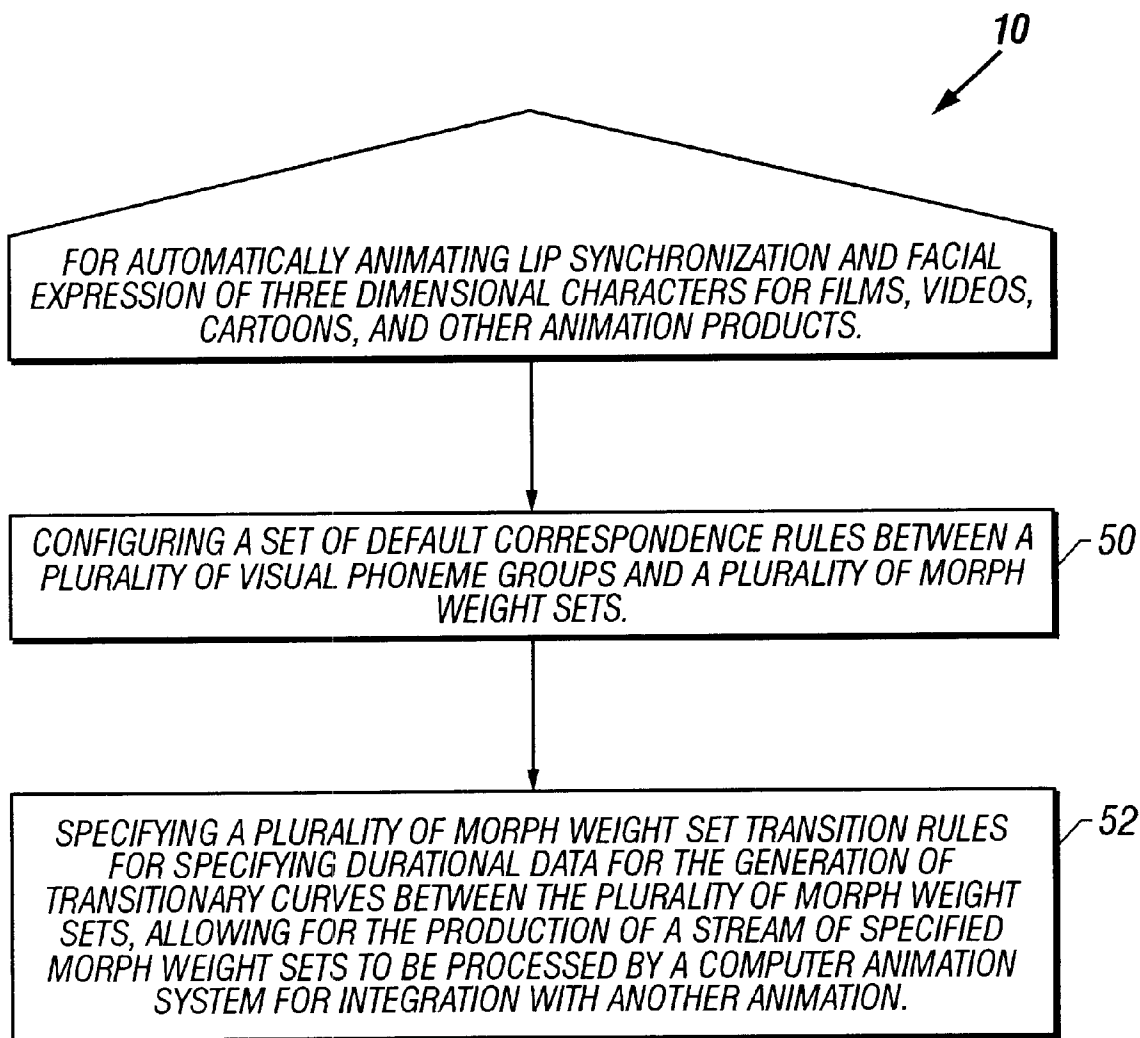 10
FOR AUTOMATICALLY ANIMATING LIP SYNCHRONIZATION AND FACIAL
EXPRESSION OF THREE DIMENSIONAL CHARACTERS FOR FILMS, VIDEOS,
CARTOONS, AND OTHER ANIMATION PRODUCTS.
CONFIGURING A SET OF DEFAULT CORRESPONDENCE RULES BETWEEN A
PLURALITY OF VISUAL PHONEME GROUPS AND A PLURALITY OF MORPH
WEIGHT SETS.
50
SPECIFYING A PLURALITY OF MORPH WEIGHT SET TRANSITION RULES
FOR SPECIFYING DURATIONAL DATA FOR THE GENERATION OF
TRANSITIONARY CURVES BETWEEN THE PLURALITY OF MORPH WEIGHT
SETS, ALLOWING FOR THE PRODUCTION OF A STREAM OF SPECIFIED
MORPH WEIGHT SETS TO BE PROCESSED BY A COMPUTER ANIMATION
SYSTEM FOR INTEGRATION WITH ANOTHER ANIMATION.
52